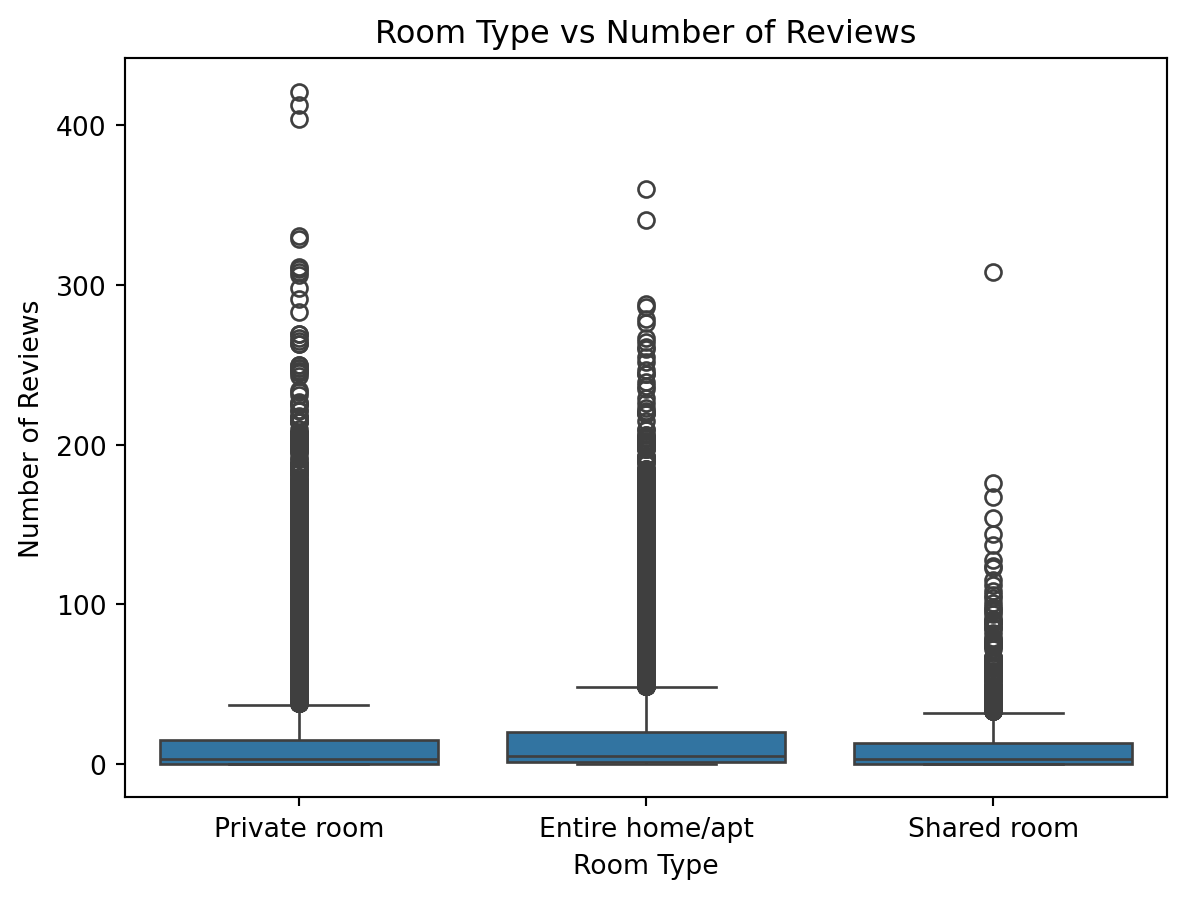 Room Type vs Number of Reviews
Number of Reviews
400
300
200
100
0
Private room
Entire home/apt
Shared room
Room Type